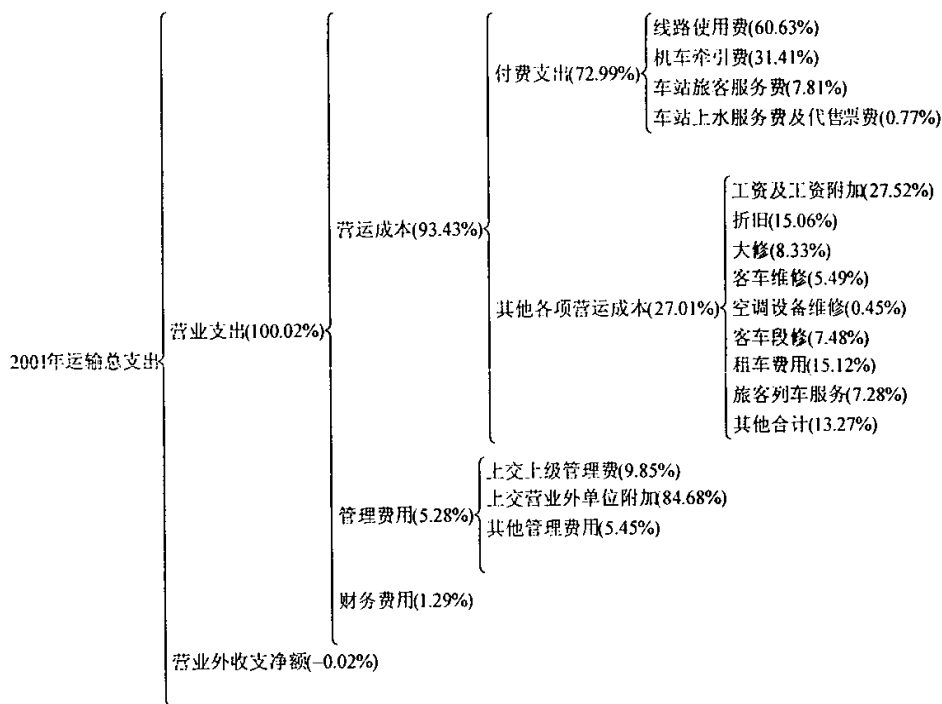 2001年运输总支出
营业支出(100.02%)
营运成本(93.43%)
付费支出(72.99%)
线路使用费(60.63%)
机车牵引费(31.41%)
车站旅客服务费(7.81%)
车站上水服务费及代售票费(0.77%)
其他各项营运成本(27.01%)
工资及工资附加(27.52%)
折旧(15.06%)
大修(8.33%)
客车维修(5.49%)
空调设备维修(0.45%)
客车段修(7.48%)
租车费用(15.12%)
旅客列车服务(7.28%)
其他合计(13.27%)
管理费用(5.28%)
上交上级管理费(9.85%)
上交营业外单位附加(84.68%)
其他管理费用(5.45%)
财务费用(1.29%)
营业外收支净额(−0.02%)